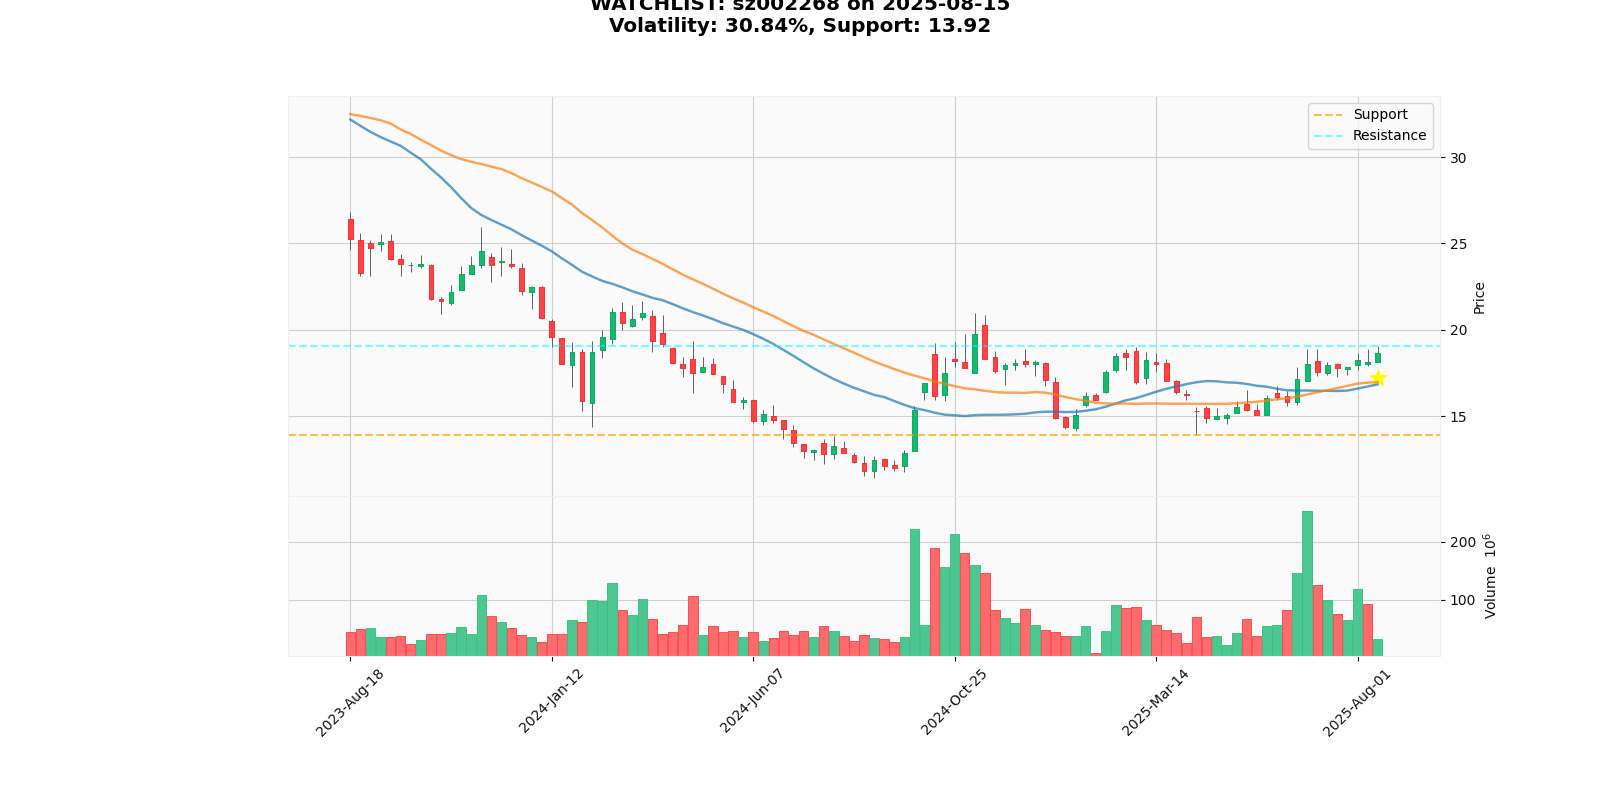 WATCHLIST: sz002268 on 2025-08-15
Volatility: 30.84%, Support: 13.92
Support
Resistance
30
25
20
15
Price
200
100
Volume 10⁶
2023-Aug-18
2024-Jan-12
2024-Jun-07
2024-Oct-25
2025-Mar-14
2025-Aug-01